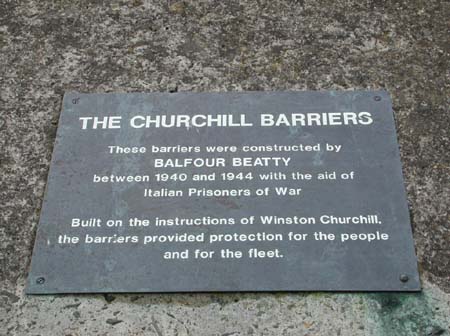 THE CHURCHILL BARRIERS
These barriers were constructed by
BALFOUR BEATTY
between 1940 and 1944 with the aid of
Italian Prisoners of War
Built on the instructions of Winston Churchill,
the barriers provided protection for the people
and for the fleet.